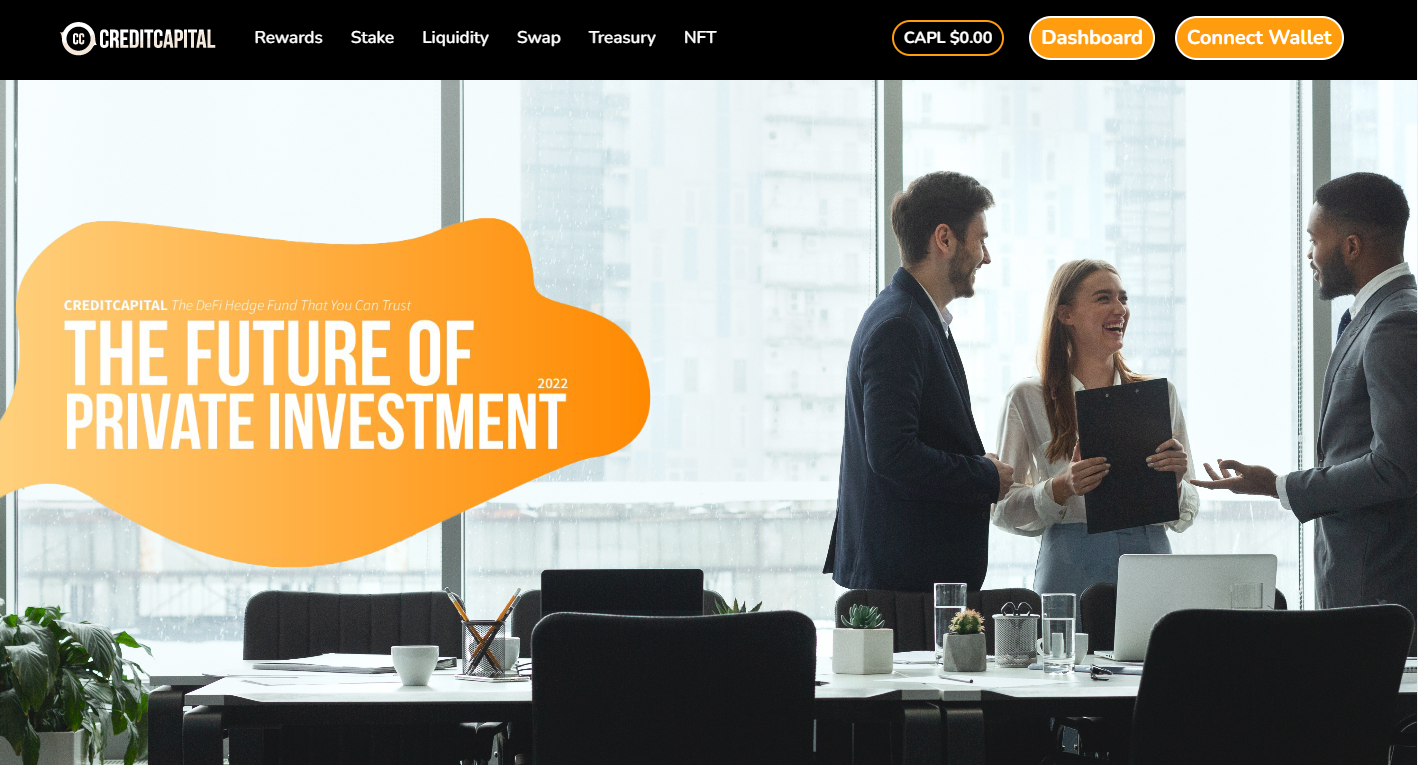 CC CREDITCAPITAL
Rewards Stake Liquidity Swap Treasury NFT
CAPL $0.00
Dashboard
Connect Wallet
CREDITCAPITAL The DeFi Hedge Fund That You Can Trust
THE FUTURE OF
2022
PRIVATE INVESTMENT